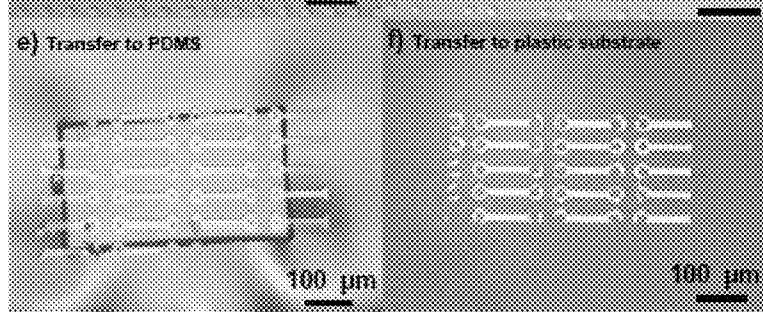 e) Transfer to PDMS
f) Transfer to plastic substrate
100 μm
100 μm